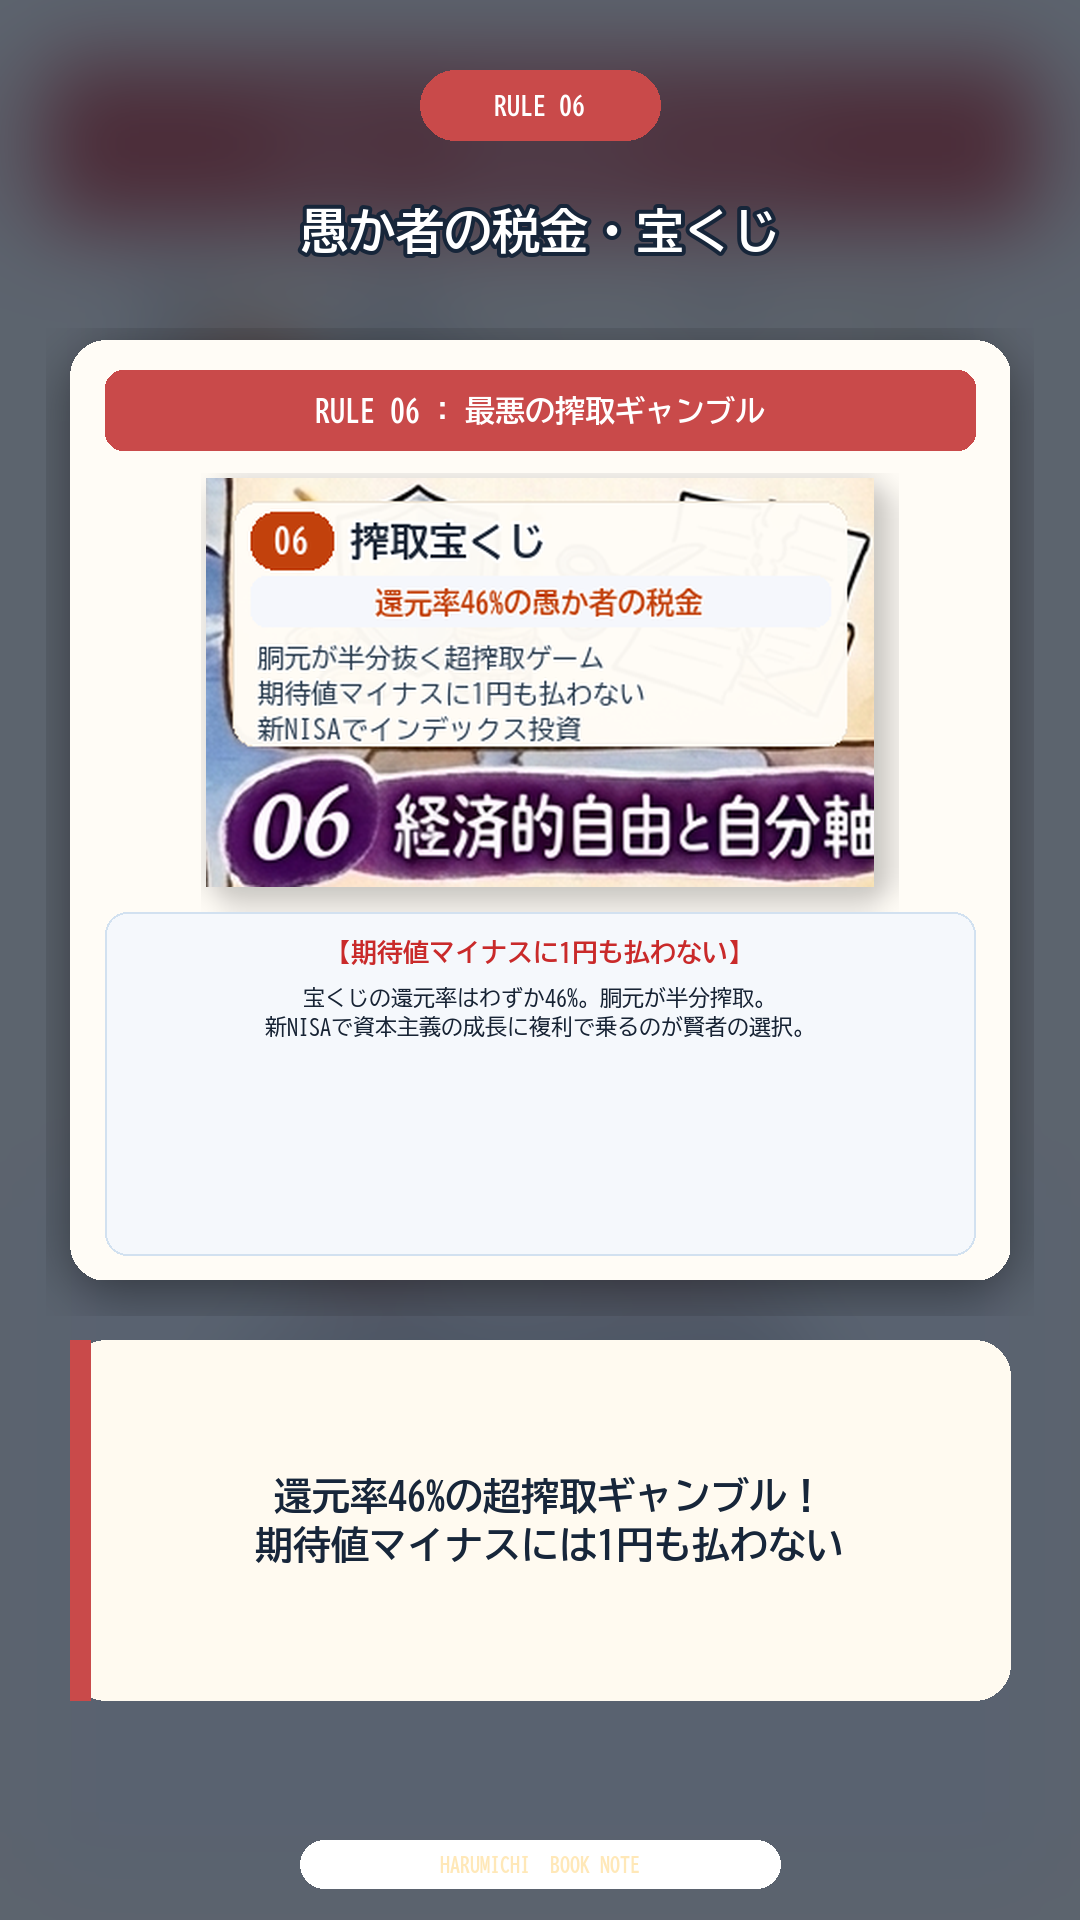 RULE 06
愚か者の税金・宝くじ
RULE 06 : 最悪の搾取ギャンブル
06 搾取宝くじ
還元率46%の愚か者の税金
胴元が半分抜く超搾取ゲーム
期待値マイナスに1円も払わない
新NISAでインデックス投資
06 経済的自由と自分軸
【期待値マイナスに1円も払わない】
宝くじの還元率はわずか46%。胴元が半分搾取。
新NISAで資本主義の成長に複利で乗るのが賢者の選択。
還元率46%の超搾取ギャンブル！
期待値マイナスには1円も払わない
HARUMICHI BOOK NOTE